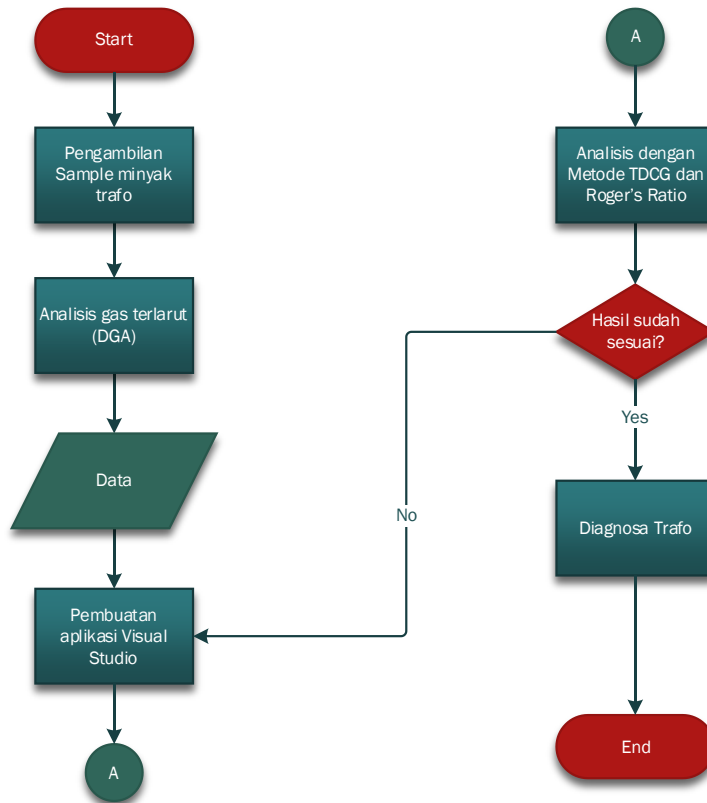 Start
Pengambilan
Sample minyak
trafo
Analisis gas terlarut
(DGA)
Data
Pembuatan
aplikasi Visual
Studio
A
A
Analisis dengan
Metode TDCG dan
Roger's Ratio
Hasil sudah
sesuai?
No
Yes
Diagnosa Trafo
End